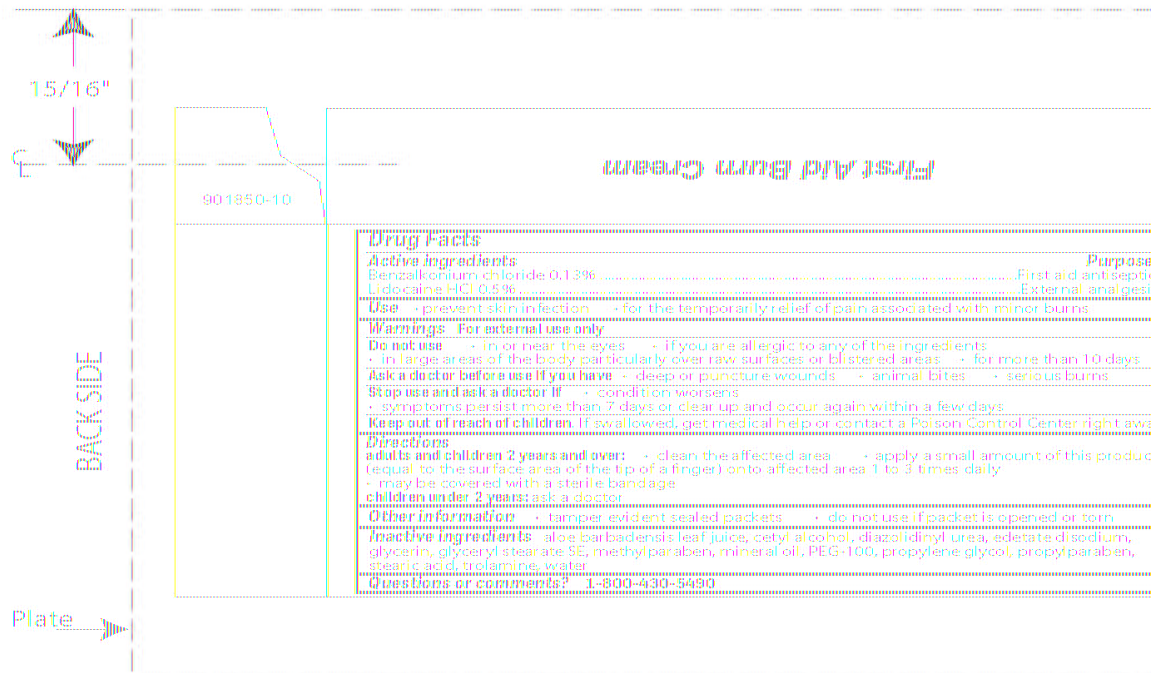 15/16"
CL
First Aid Burn Cream
901850-10
BACK SIDE
Drug Facts
Active ingredients Purpose
Benzalkonium chloride 0.13% First aid antiseptic
Lidocaine HCl 0.5% External analgesi
Use · prevent skin infection · for the temporarily relief of pain associated with minor burns
Warnings For external use only
Do not use · in or near the eyes · if you are allergic to any of the ingredients
· in large areas of the body particularly over raw surfaces or blistered areas · for more than 10 days
Ask a doctor before use if you have · deep or puncture wounds · animal bites · serious burns
Stop use and ask a doctor if · condition worsens
· symptoms persist more than 7 days or clear up and occur again within a few days
Keep out of reach of children. If swallowed, get medical help or contact a Poison Control Center right awa
Directions
adults and children 2 years and over: · clean the affected area · apply a small amount of this produc
(equal to the surface area of the tip of a finger) onto affected area 1 to 3 times daily
· may be covered with a sterile bandage
children under 2 years: ask a doctor
Other information · tamper evident sealed packets · do not use if packet is opened or torn
Inactive ingredients aloe barbadensis leaf juice, cetyl alcohol, diazolidinyl urea, edetate disodium,
glycerin, glyceryl stearate SE, methylparaben, mineral oil, PEG-100, propylene glycol, propylparaben,
stearic acid, trolamine, water
Questions or comments? 1-800-430-5490
Plate